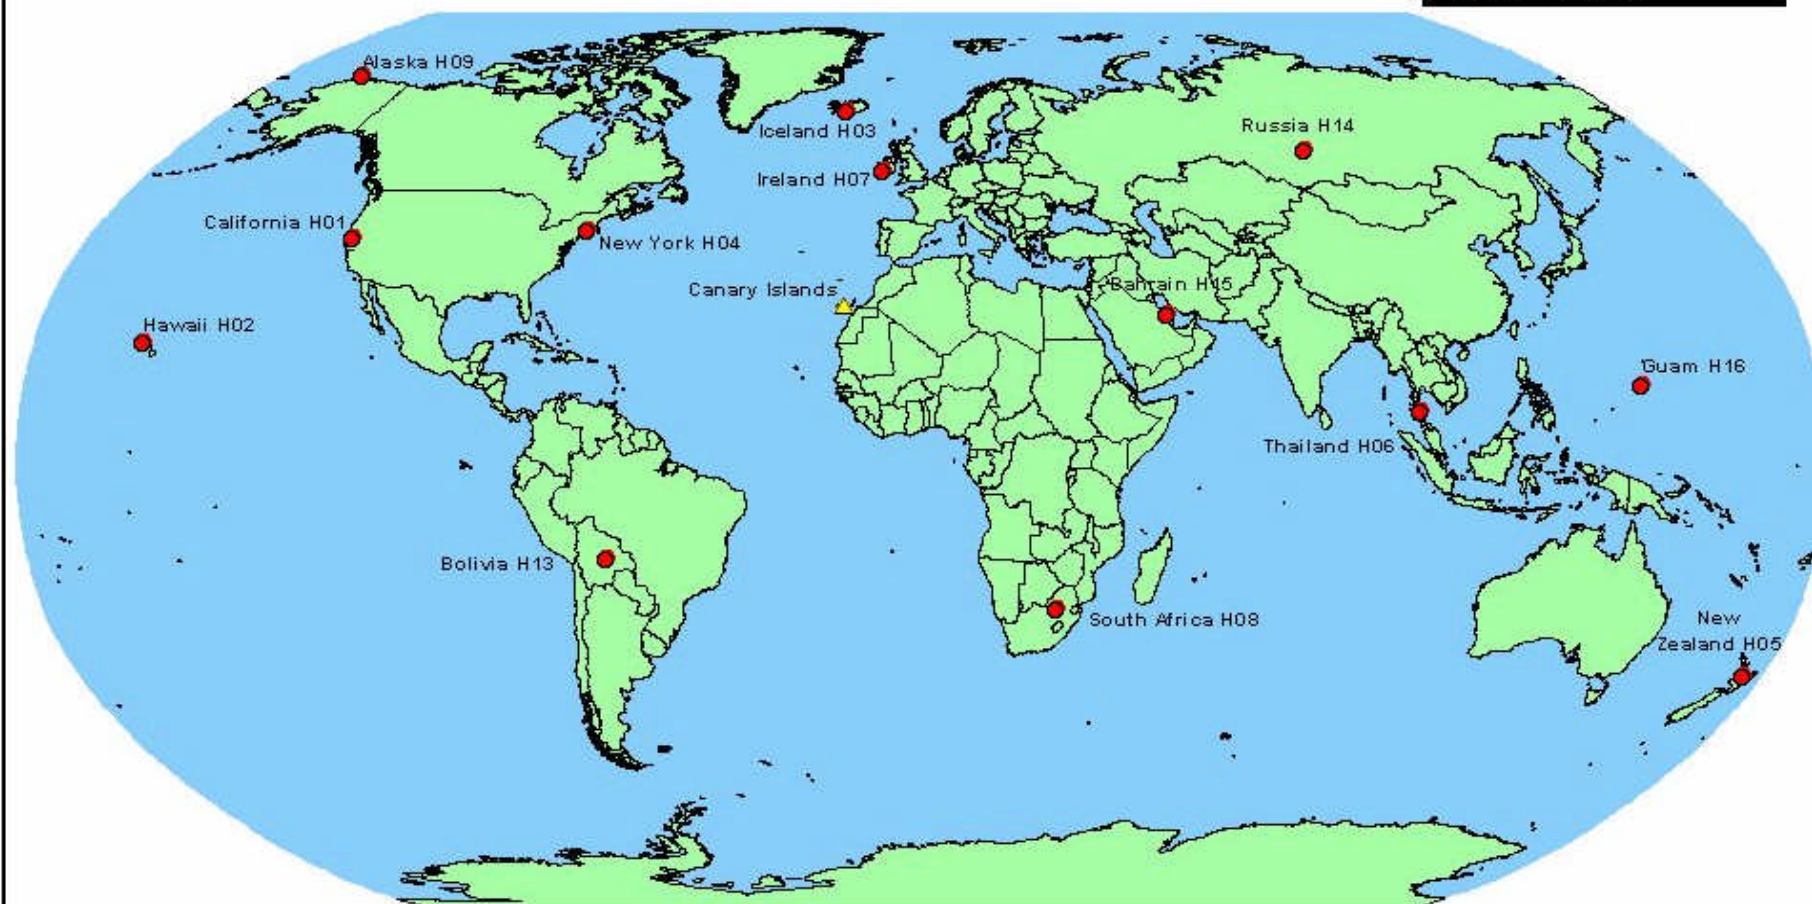 Alaska H09
Iceland H03
Russia H14
Ireland H07
California H01
New York H04
Canary Islands
Bahrain H15
Hawaii H02
Guam H16
Thailand H06
Bolivia H13
South Africa H08
New
Zealand H05